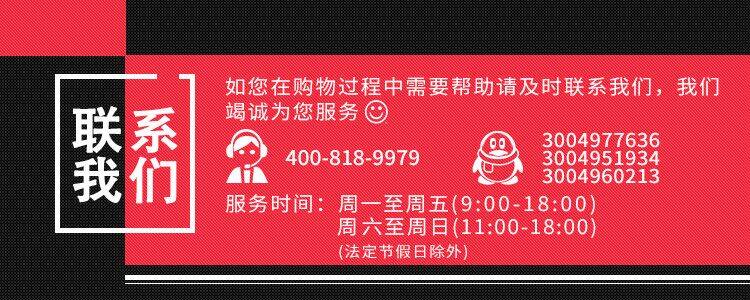 联系
我们
如您在购物过程中需要帮助请及时联系我们，我们
竭诚为您服务
400-818-9979
3004977636
3004951934
3004960213
服务时间：周一至周五(9:00-18:00)
周六至周日(11:00-18:00)
(法定节假日除外)